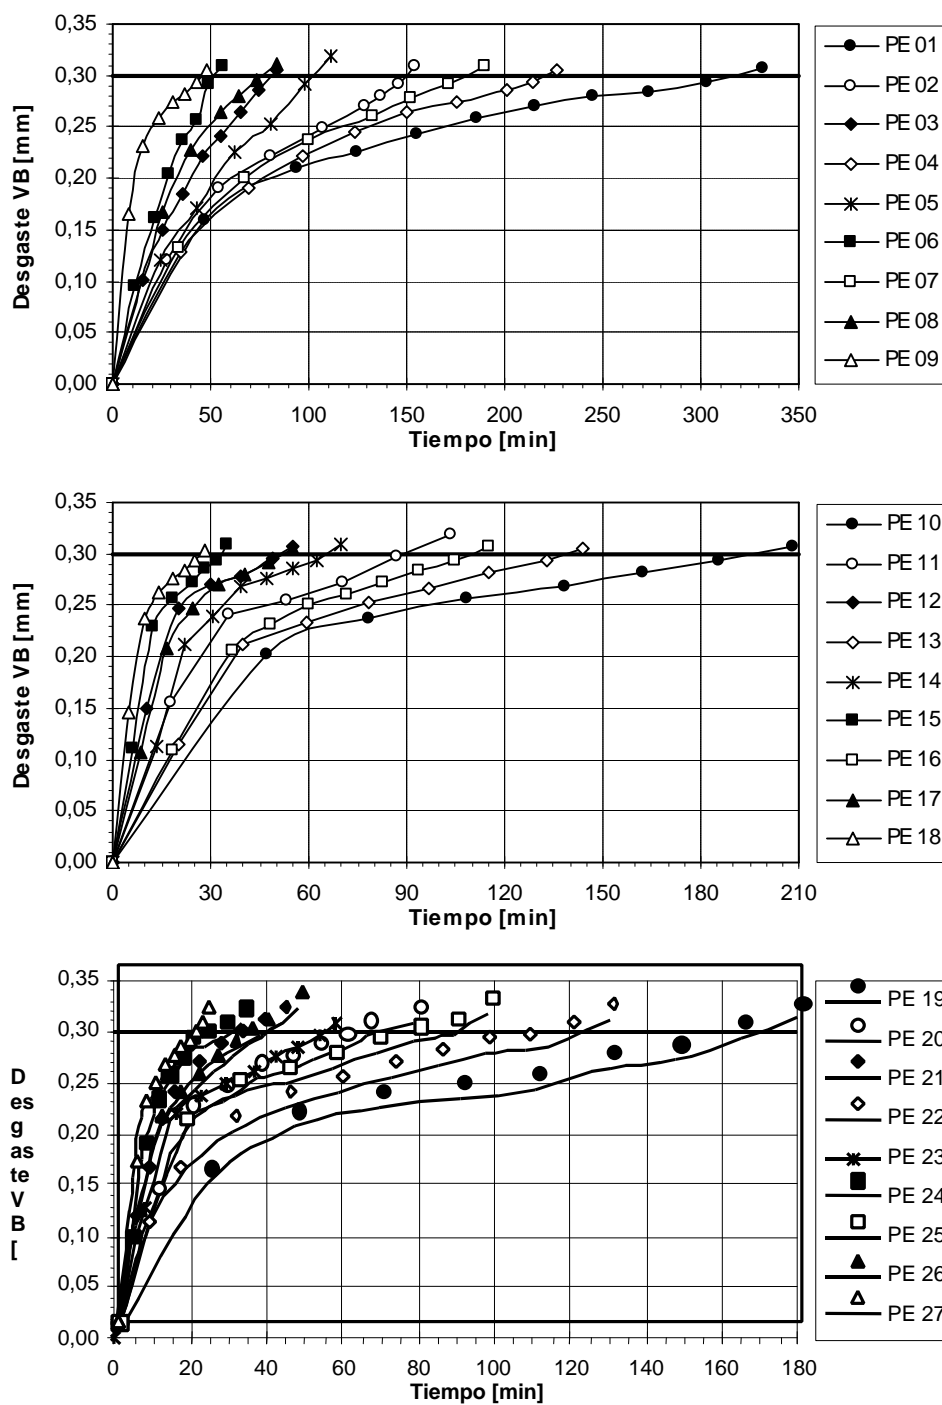 0,35
0,30
0,25
0,20
0,15
0,10
0,05
0,00
Desgaste VB [mm]
0 50 100 150 200 250 300 350
Tiempo [min]
PE 01
PE 02
PE 03
PE 04
PE 05
PE 06
PE 07
PE 08
PE 09
0,35
0,30
0,25
0,20
0,15
0,10
0,05
0,00
Desgaste VB [mm]
0 30 60 90 120 150 180 210
Tiempo [min]
PE 10
PE 11
PE 12
PE 13
PE 14
PE 15
PE 16
PE 17
PE 18
0,35
0,30
0,25
0,20
0,15
0,10
0,05
0,00
D
es
g
as
te
V
B
[
0 20 40 60 80 100 120 140 160 180
Tiempo [min]
PE 19
PE 20
PE 21
PE 22
PE 23
PE 24
PE 25
PE 26
PE 27